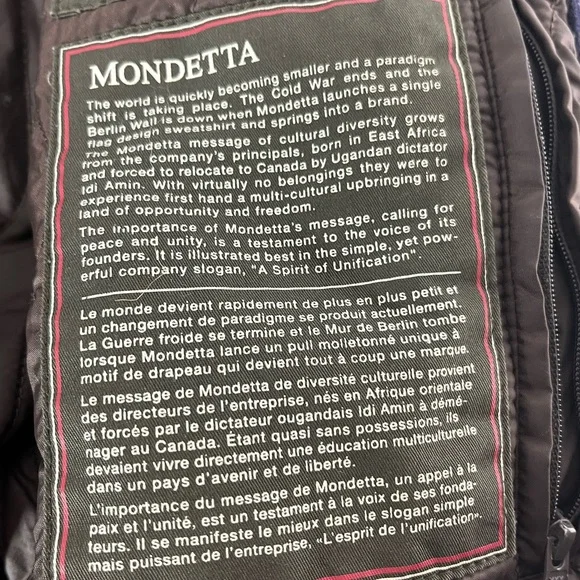 MONDETTA
The world is quickly becoming smaller and a paradigm
shift is taking place. The Cold War ends and the
Berlin Wall is down when Mondetta launches a single
flag design sweatshirt and springs into a brand.
The Mondetta message of cultural diversity grows
from the company's principals, born in East Africa
and forced to relocate to Canada by Ugandan dictator
Idi Amin. With virtually no belongings they were to
experience first hand a multi-cultural upbringing in a
land of opportunity and freedom.
The importance of Mondetta's message, calling for
peace and unity, is a testament to the voice of its
founders. It is illustrated best in the simple, yet pow-
erful company slogan, "A Spirit of Unification".
Le monde devient rapidement de plus en plus petit et
un changement de paradigme se produit actuellement.
La Guerre froide se termine et le Mur de Berlin tombe
lorsque Mondetta lance un pull molletonné unique à
motif de drapeau qui devient tout à coup une marque.
Le message de Mondetta de diversité culturelle provient
des directeurs de l'entreprise, nés en Afrique orientale
et forcés par le dictateur ougandais Idi Amin à démé-
nager au Canada. Étant quasi sans possessions, ils
devaient vivre directement une éducation multiculturelle
dans un pays d'avenir et de liberté.
L'importance du message de Mondetta, un appel à la
paix et l'unité, est un testament à la voix de ses fonda-
teurs. Il se manifeste le mieux dans le slogan simple
mais puissant de l'entreprise, «L'esprit de l'unification».